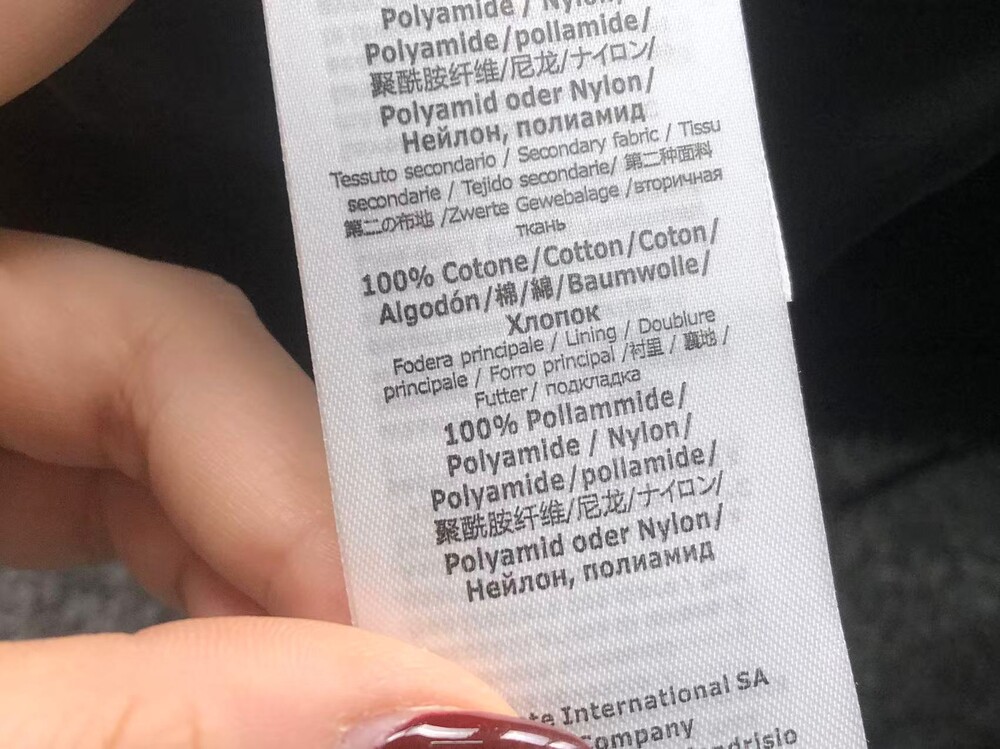 Polyamide / Nylon/
Polyamide/pollamide/
聚酰胺纤维/尼龙/ナイロン/
Polyamid oder Nylon/
Нейлон, полиамид
Tessuto secondario / Secondary fabric / Tissu
secondarie / Tejido secondarie/ 第二种面料
第二の布地 /Zwerte Gewebalage /вторичная
ткань
100% Cotone/Cotton/Coton/
Algodón/棉/綿/Baumwolle/
Хлопок
Fodera principale / Lining / Doublure
principale / Forro principal /衬里 / 裏地 /
Futter/ подкладка
100% Pollammide/
Polyamide / Nylon/
Polyamide/pollamide/
聚酰胺纤维/尼龙/ナイロン/
Polyamid oder Nylon/
Нейлон, полиамид
International SA